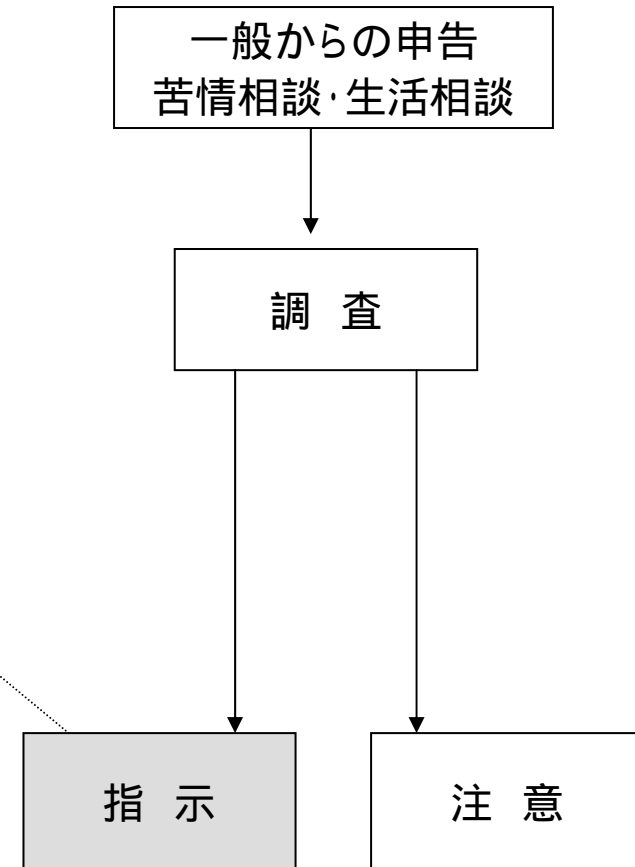 一般からの申告
苦情相談・生活相談
調 査
指 示
注 意